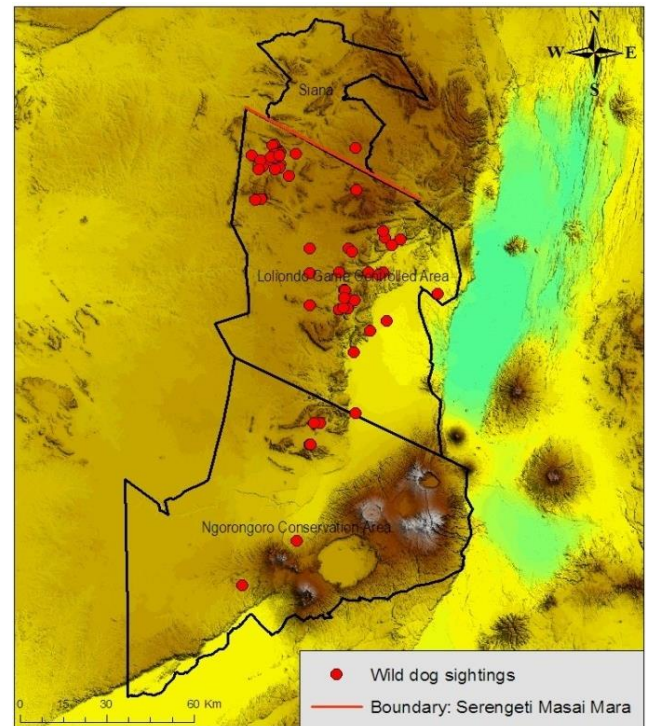 N
W E
S
Siana
Loliondo Game Controlled Area
Ngorongoro Conservation Area
0 15 30 60 Km
Wild dog sightings
Boundary: Serengeti Masai Mara